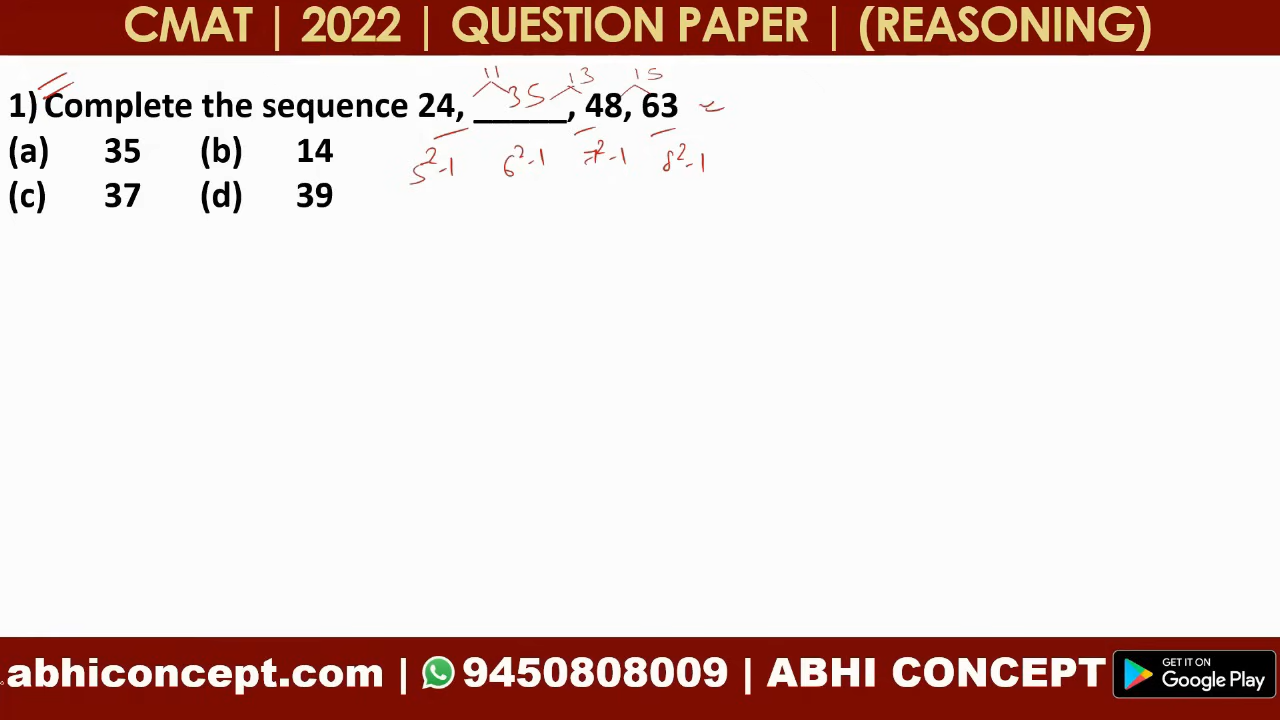 CMAT | 2022 | QUESTION PAPER | (REASONING)
11 13 15
1) Complete the sequence 24, ______, 48, 63
35
(a) 35 (b) 14
5²-1 6²-1 7²-1 8²-1
(c) 37 (d) 39
abhiconcept.com | 9450808009 | ABHI CONCEPT
GET IT ON
Google Play